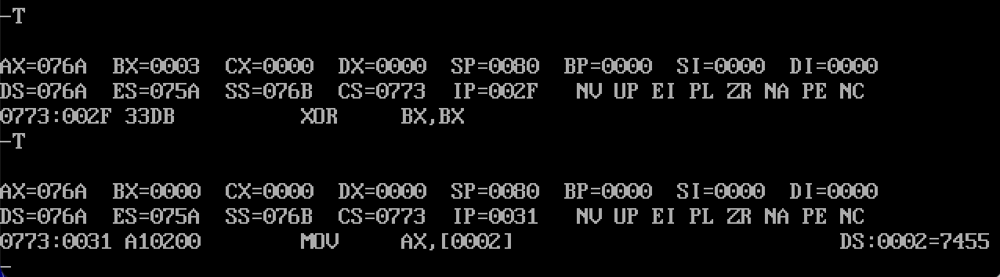 -T
AX=076A  BX=0003  CX=0000  DX=0000  SP=0080  BP=0000  SI=0000  DI=0000
DS=076A  ES=075A  SS=076B  CS=0773  IP=002F   NV UP EI PL ZR NA PE NC
0773:002F 33DB          XOR     BX,BX
-T
AX=076A  BX=0000  CX=0000  DX=0000  SP=0080  BP=0000  SI=0000  DI=0000
DS=076A  ES=075A  SS=076B  CS=0773  IP=0031   NV UP EI PL ZR NA PE NC
0773:0031 A10200        MOV     AX,[0002]                          DS:0002=7455
-